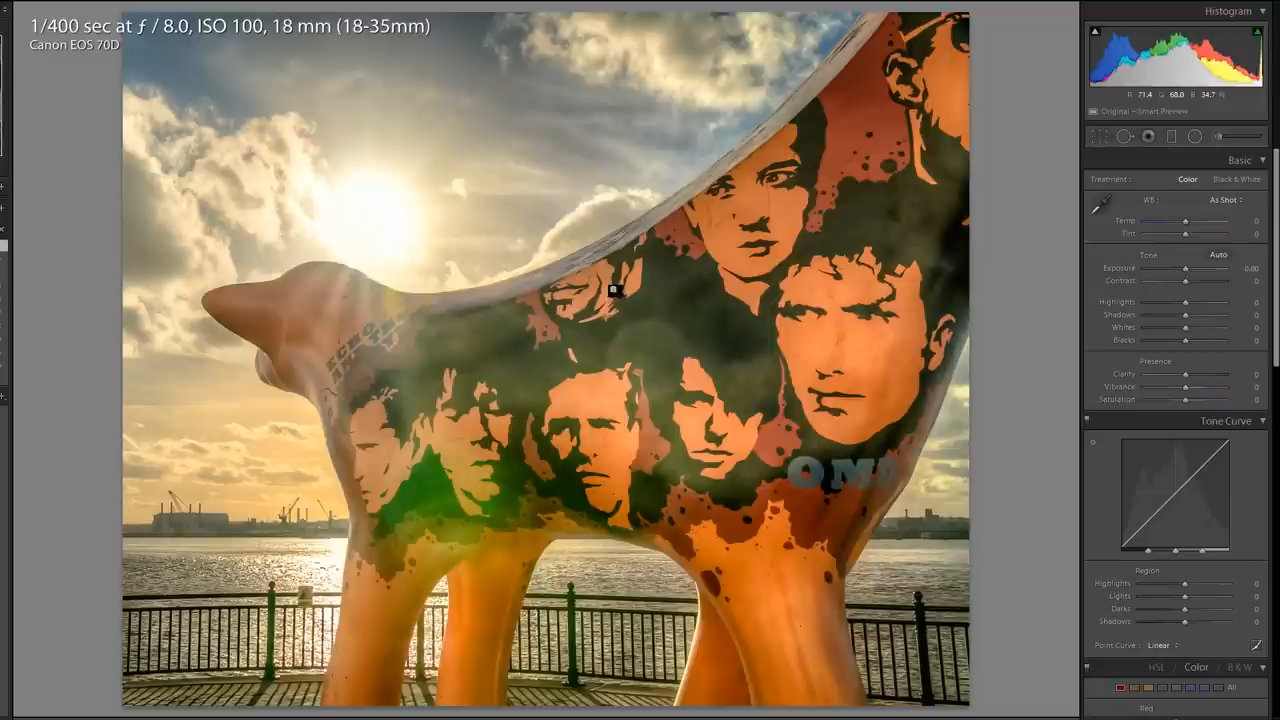 1/400 sec at ƒ / 8.0, ISO 100, 18 mm (18-35mm)
Canon EOS 70D
OMD
Histogram
R 71.4 G 68.0 B 34.7 %
Original + Smart Preview
Basic
Treatment : Color Black & White
WB : As Shot
Temp 0
Tint 0
Tone Auto
Exposure 0.00
Contrast 0
Highlights 0
Shadows 0
Whites 0
Blacks 0
Presence
Clarity 0
Vibrance 0
Saturation 0
Tone Curve
Region
Highlights 0
Lights 0
Darks 0
Shadows 0
Point Curve : Linear
HSL / Color / B & W
All
Red